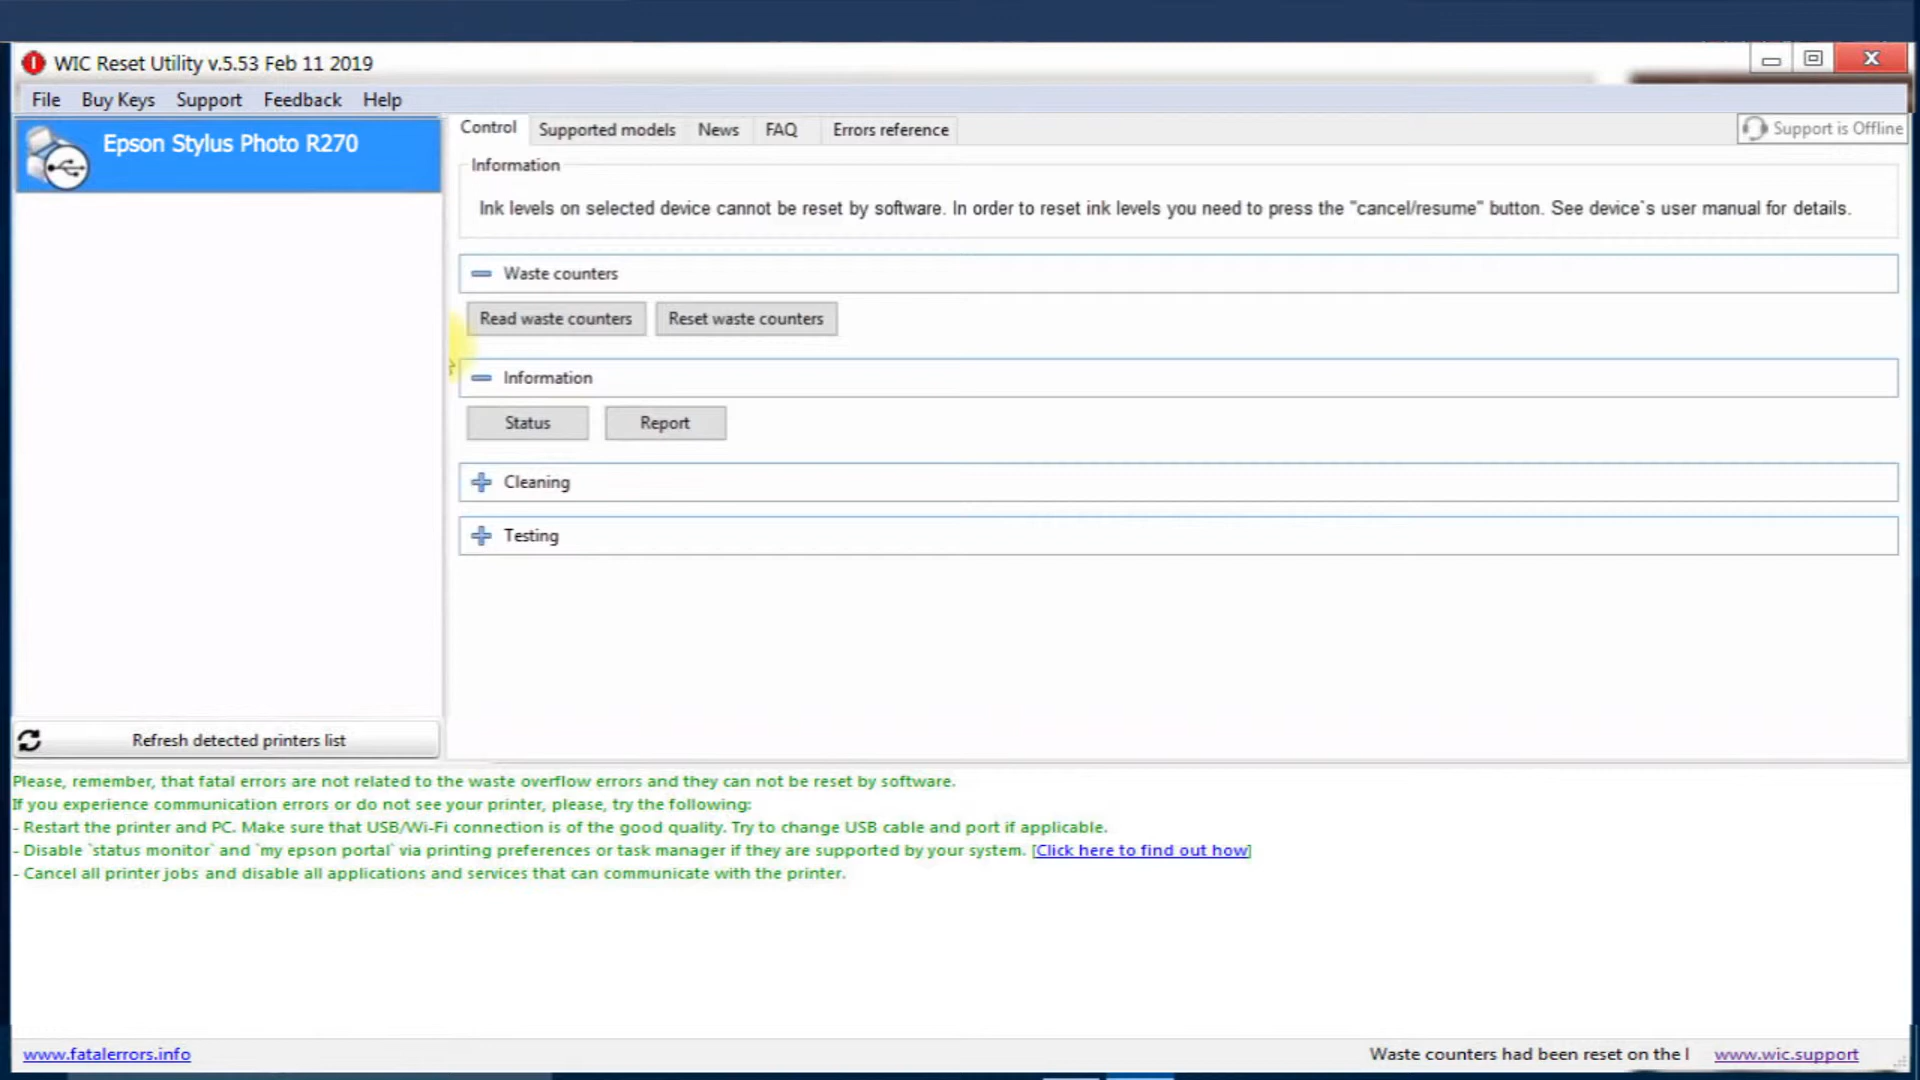 WIC Reset Utility v.5.53 Feb 11 2019
File Buy Keys Support Feedback Help
Epson Stylus Photo R270
Control Supported models News FAQ Errors reference
Support is Offline
Information
Ink levels on selected device cannot be reset by software. In order to reset ink levels you need to press the "cancel/resume" button. See device`s user manual for details.
Waste counters
Read waste counters Reset waste counters
Information
Status Report
Cleaning
Testing
Refresh detected printers list
Please, remember, that fatal errors are not related to the waste overflow errors and they can not be reset by software.
If you experience communication errors or do not see your printer, please, try the following:
- Restart the printer and PC. Make sure that USB/Wi-Fi connection is of the good quality. Try to change USB cable and port if applicable.
- Disable `status monitor` and `my epson portal` via printing preferences or task manager if they are supported by your system. [Click here to find out how]
- Cancel all printer jobs and disable all applications and services that can communicate with the printer.
www.fatalerrors.info Waste counters had been reset on the www.wic.support